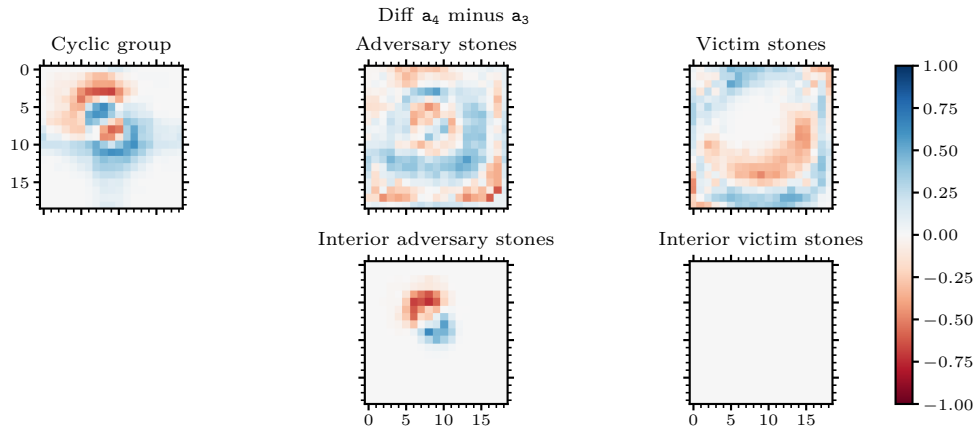 Diff a₄ minus a₃
Cyclic group
Adversary stones
Victim stones
0
5
10
15
1.00
0.75
0.50
0.25
0.00
−0.25
−0.50
−0.75
−1.00
Interior adversary stones
Interior victim stones
0 5 10 15
0 5 10 15